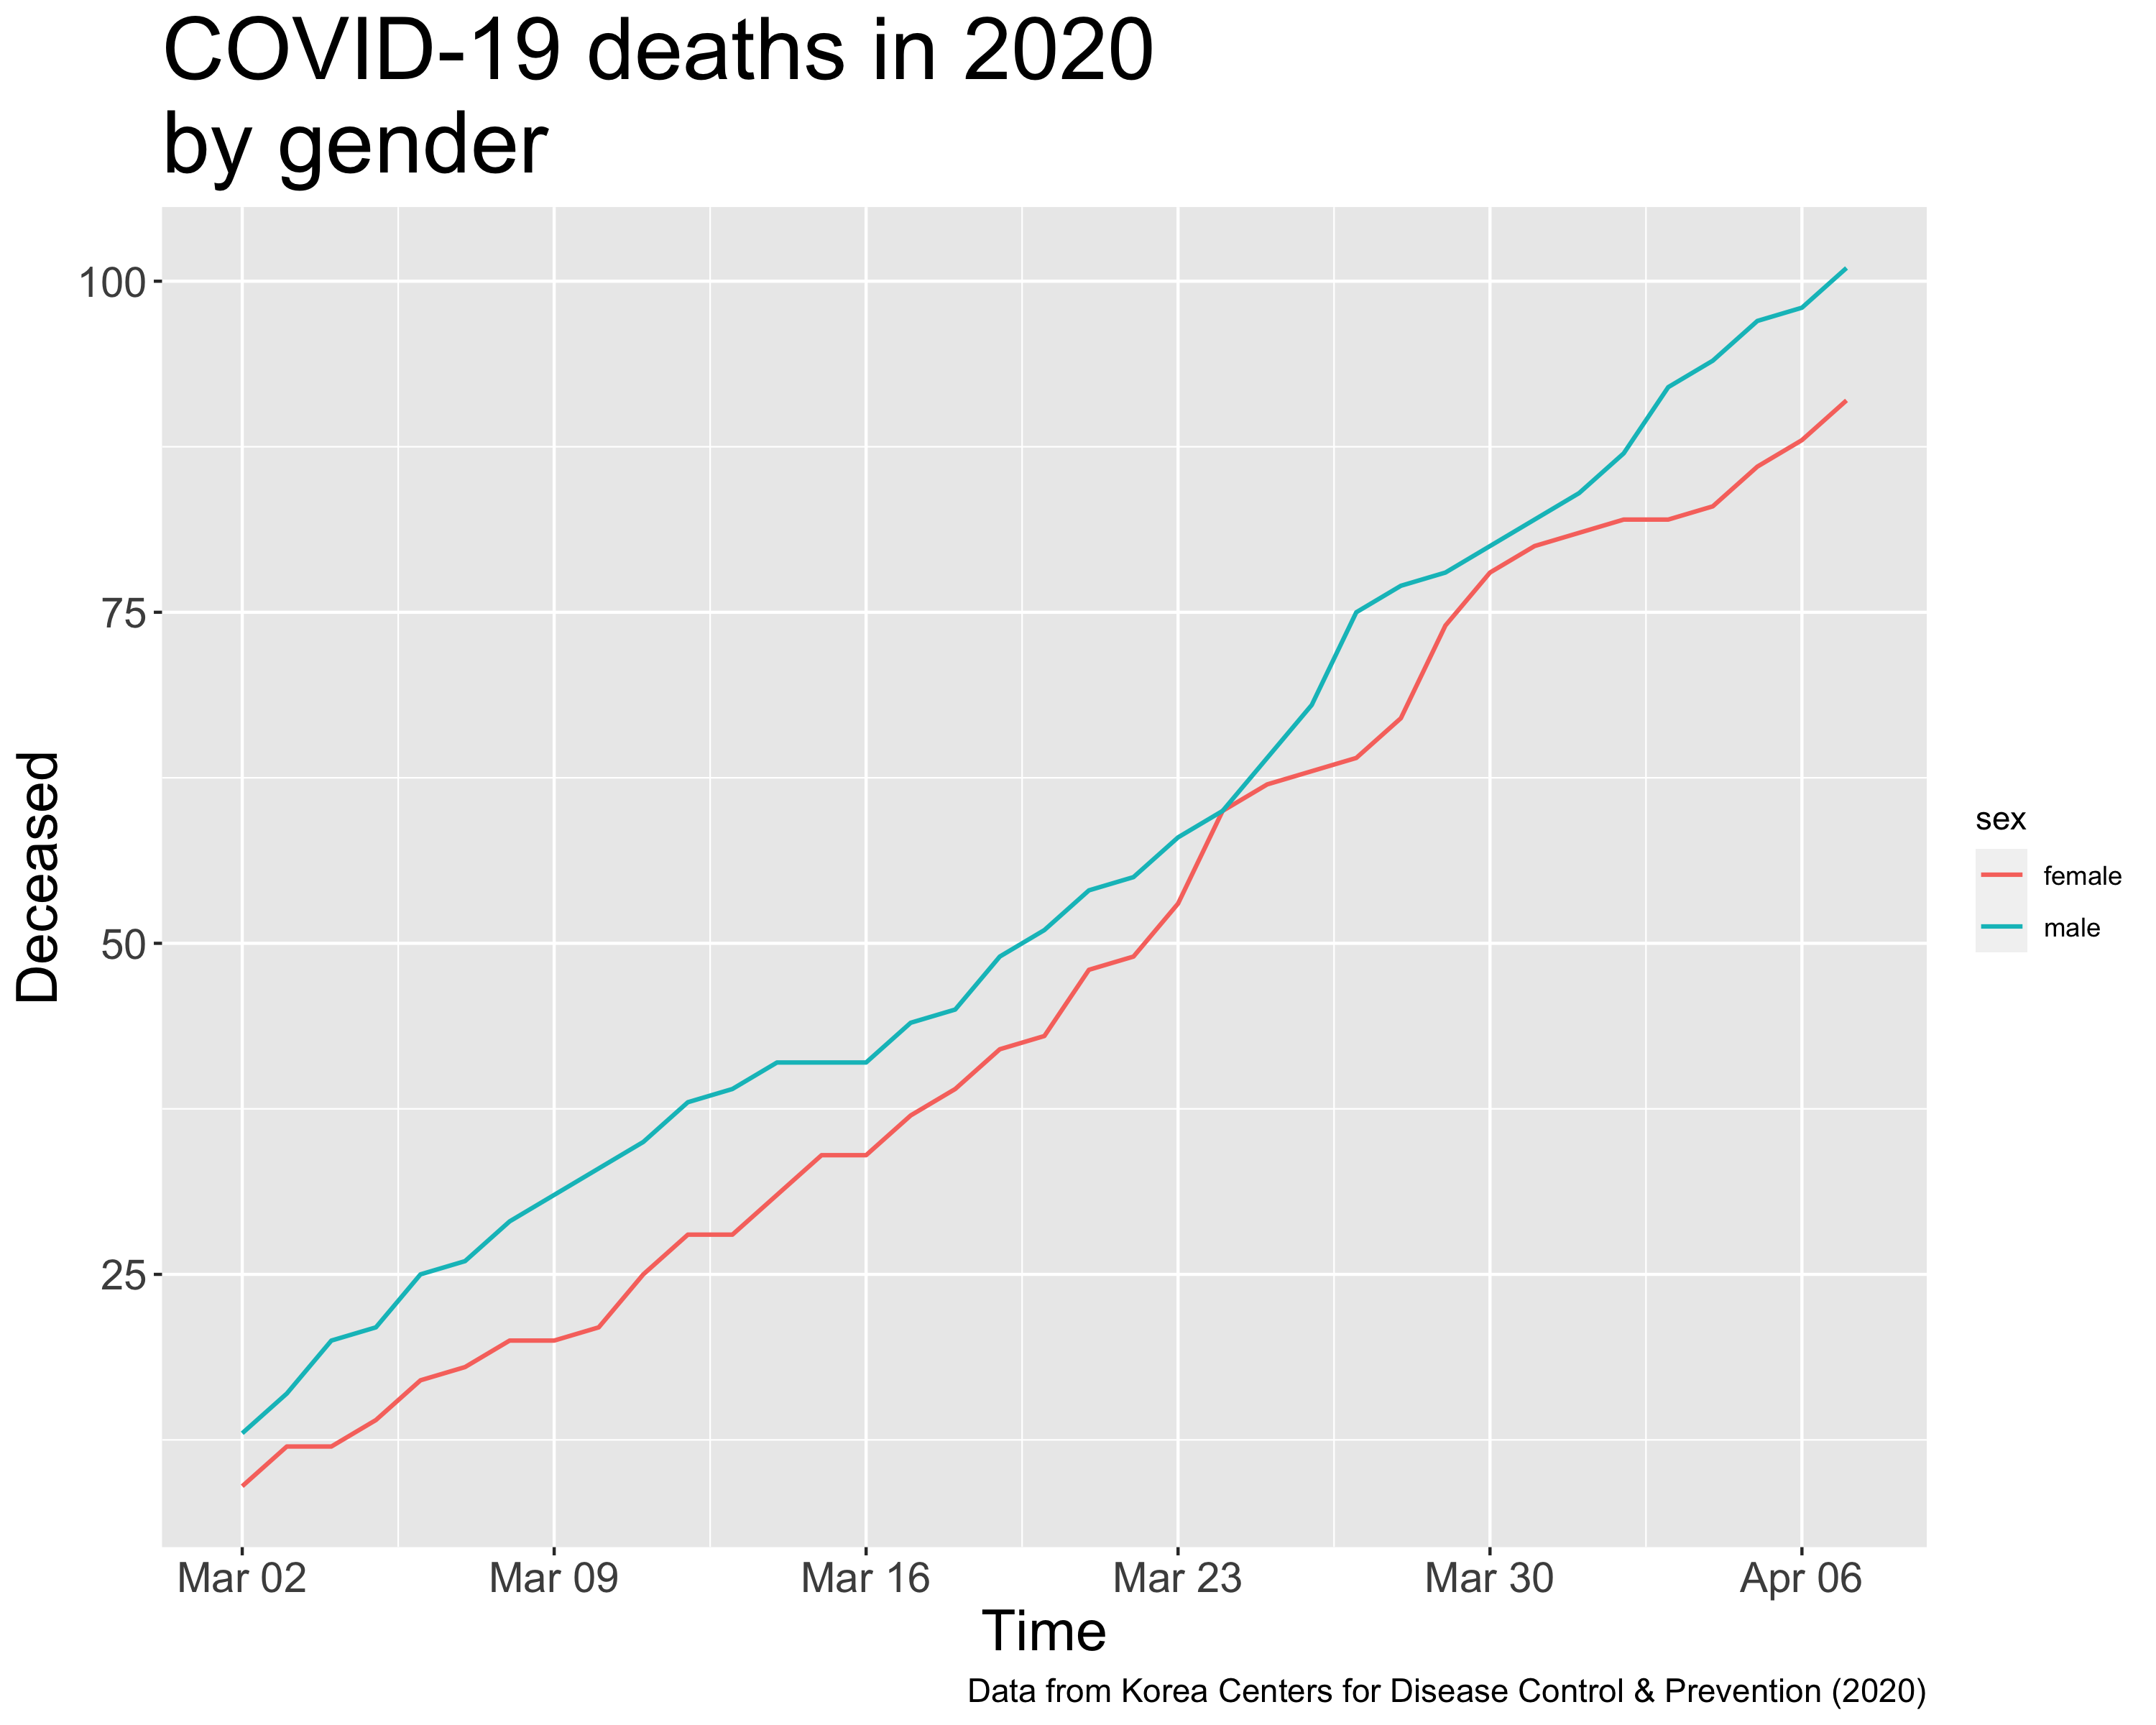 COVID-19 deaths in 2020
by gender
Deceased
100
75
50
25
Mar 02
Mar 09
Mar 16
Mar 23
Mar 30
Apr 06
Time
sex
female
male
Data from Korea Centers for Disease Control & Prevention (2020)